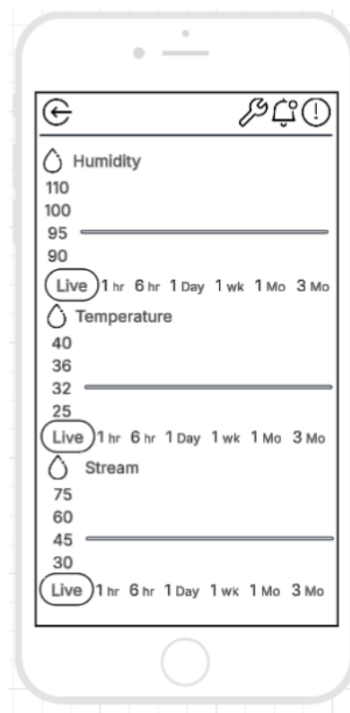 Humidity
110
100
95
90
Live 1 hr 6 hr 1 Day 1 wk 1 Mo 3 Mo
Temperature
40
36
32
25
Live 1 hr 6 hr 1 Day 1 wk 1 Mo 3 Mo
Stream
75
60
45
30
Live 1 hr 6 hr 1 Day 1 wk 1 Mo 3 Mo